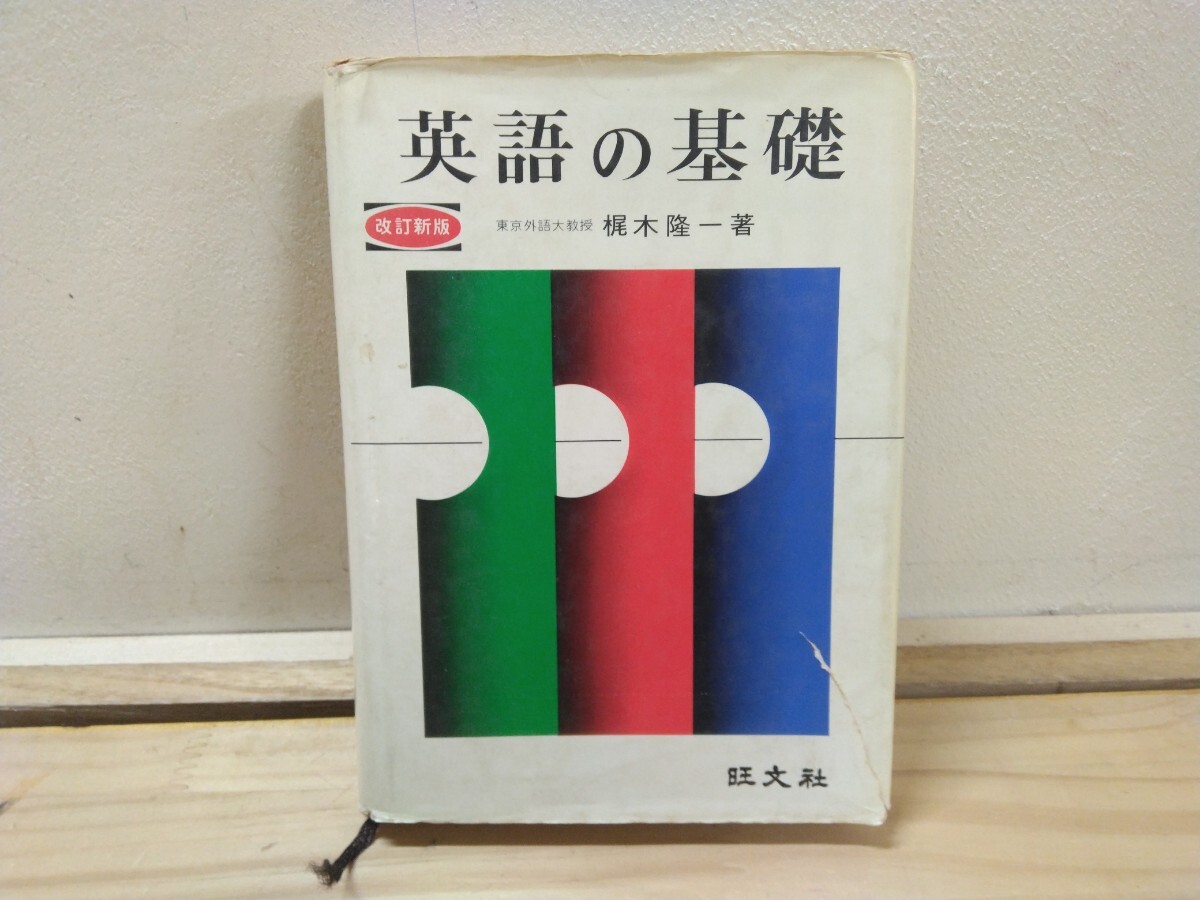 英語の基礎
改訂新版
東京外語大教授 梶木隆一著
旺文社